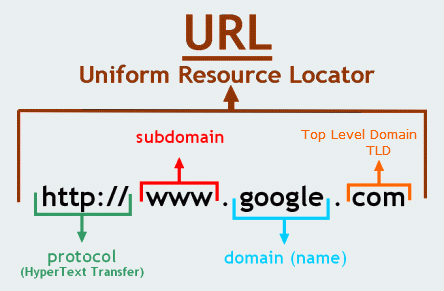 URL
Uniform Resource Locator
subdomain
Top Level Domain
TLD
http:// www . google . com
protocol
(HyperText Transfer)
domain (name)